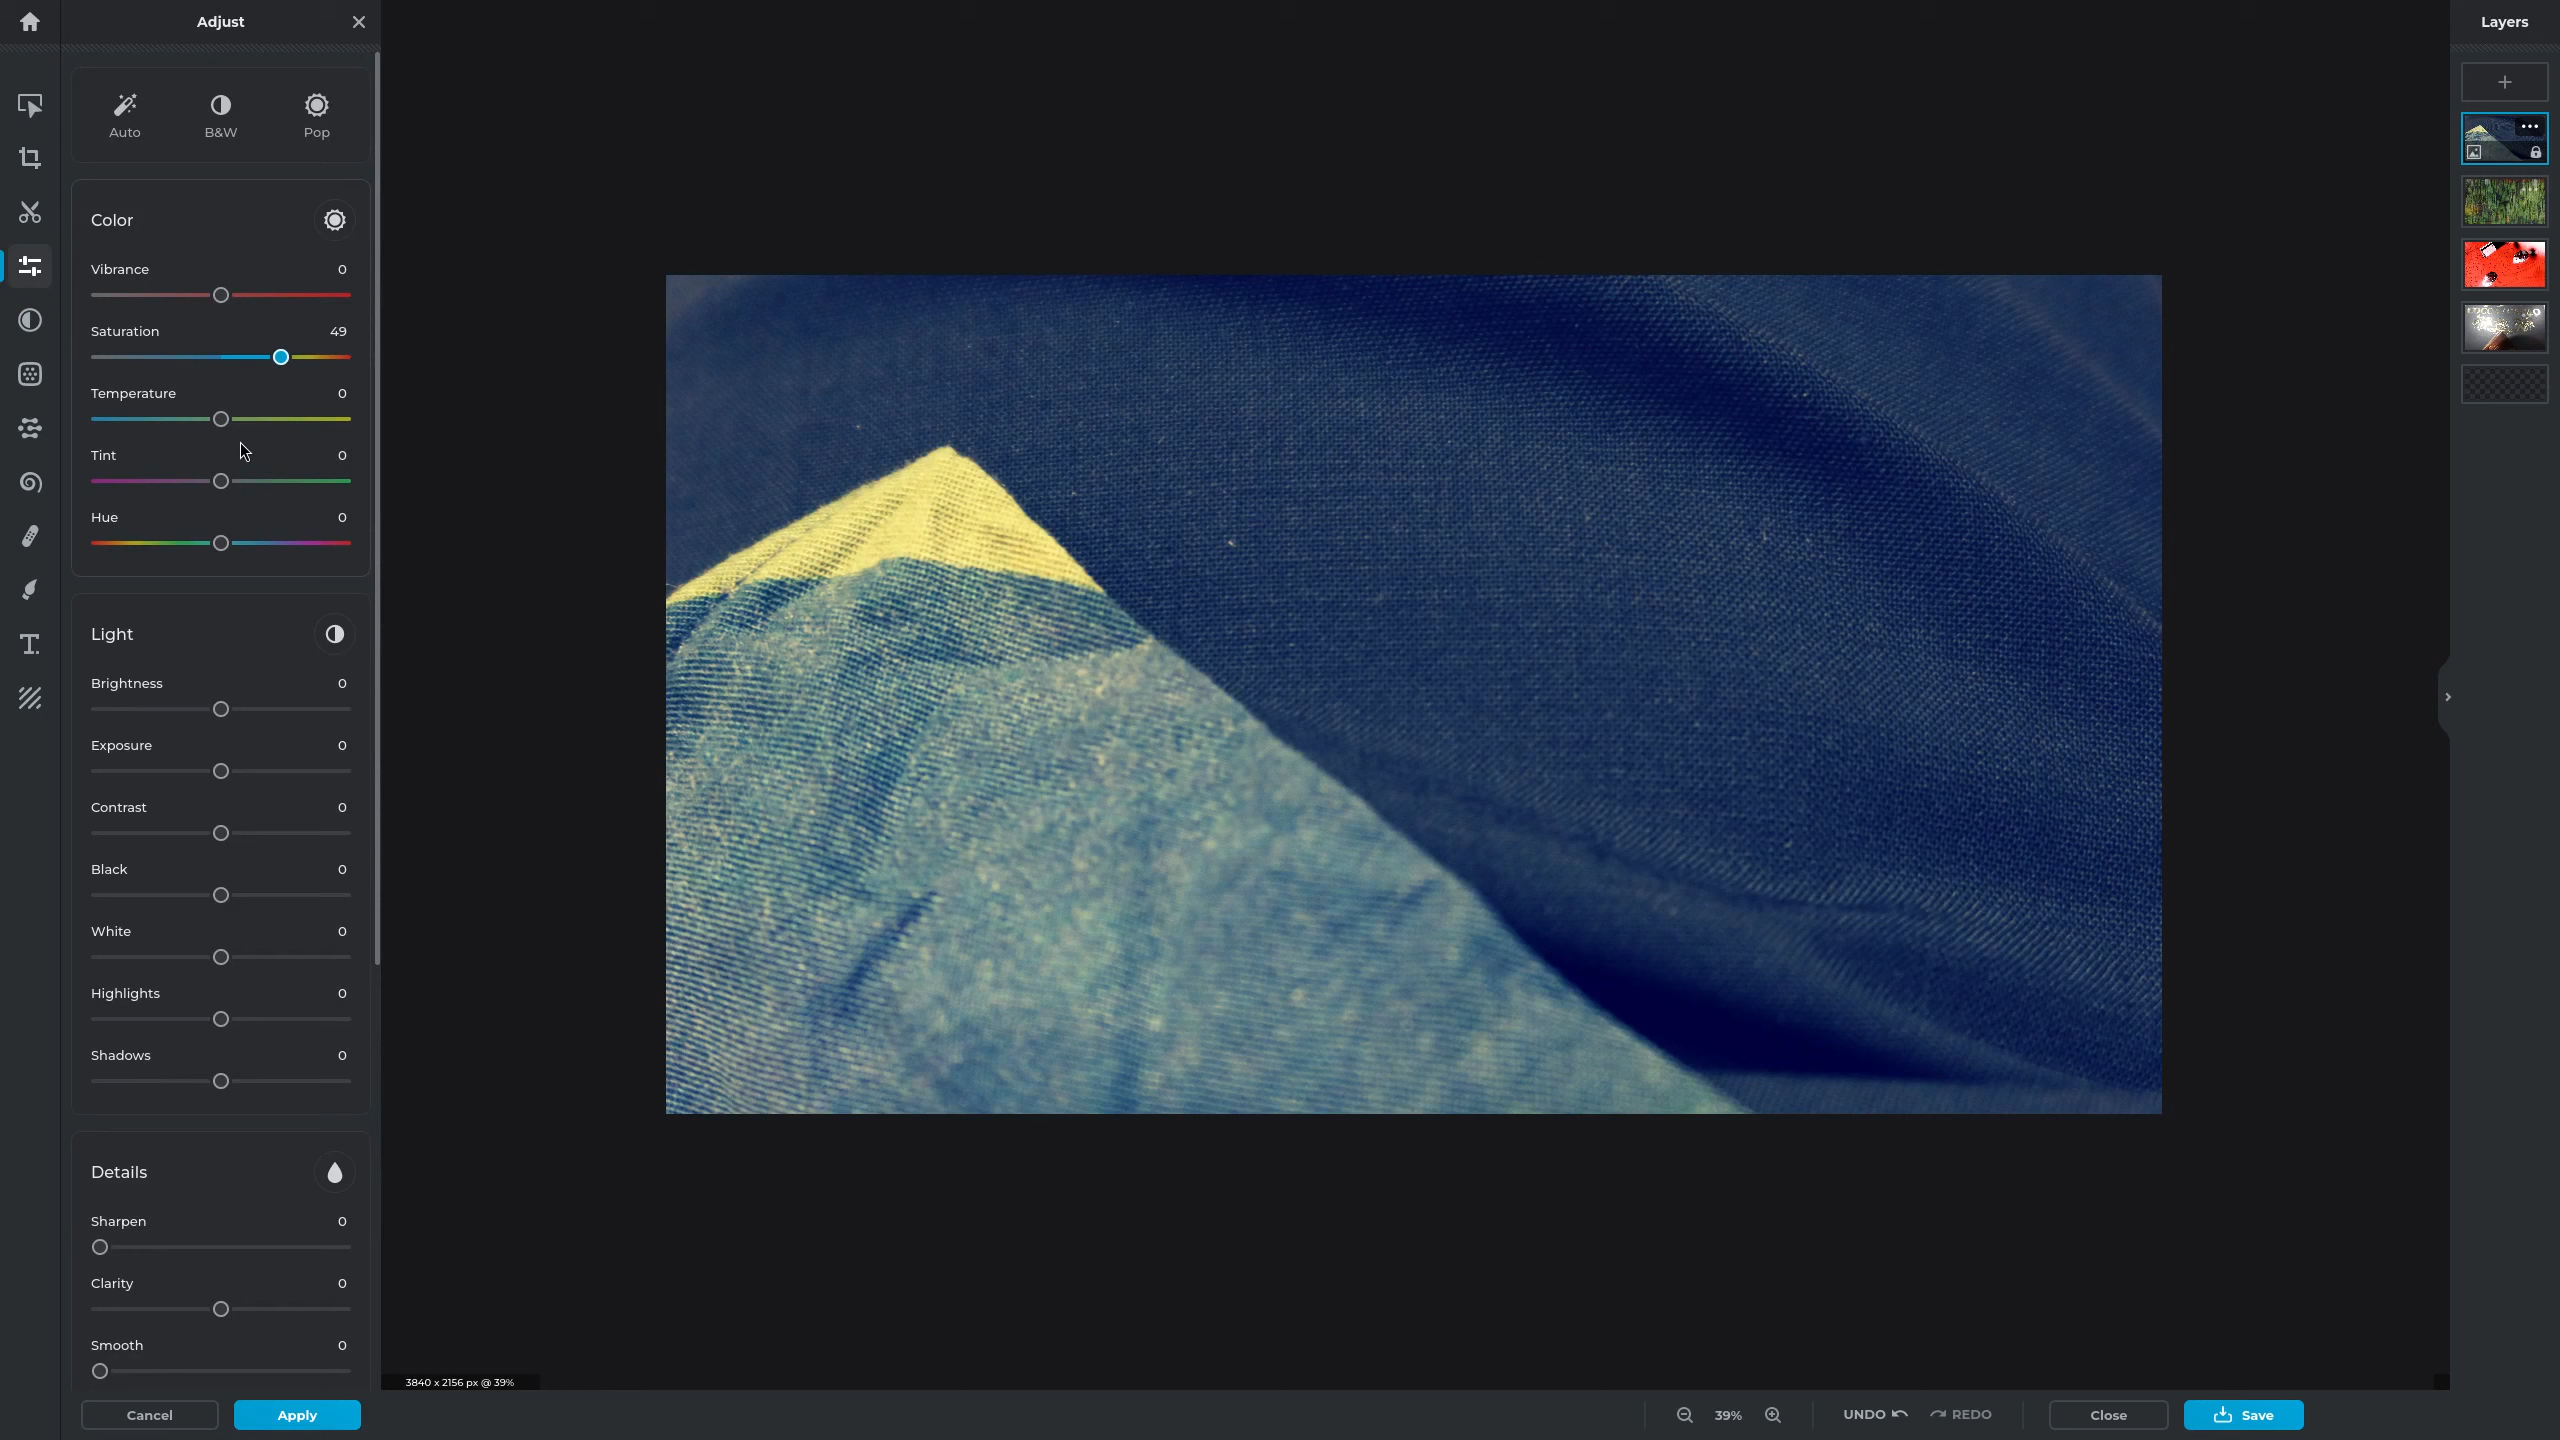 Adjust
Layers
Auto
B&W
Pop
Color
Vibrance 0
Saturation 49
Temperature 0
Tint 0
Hue 0
Light
Brightness 0
Exposure 0
Contrast 0
Black 0
White 0
Highlights 0
Shadows 0
Details
Sharpen 0
Clarity 0
Smooth 0
3840 x 2156 px @ 39%
Cancel
Apply
39%
UNDO
REDO
Close
Save